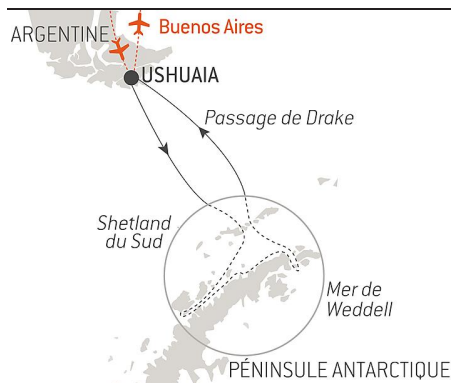 ARGENTINE
Buenos Aires
USHUAIA
Passage de Drake
Shetland
du Sud
Mer de
Weddell
PÉNINSULE ANTARCTIQUE